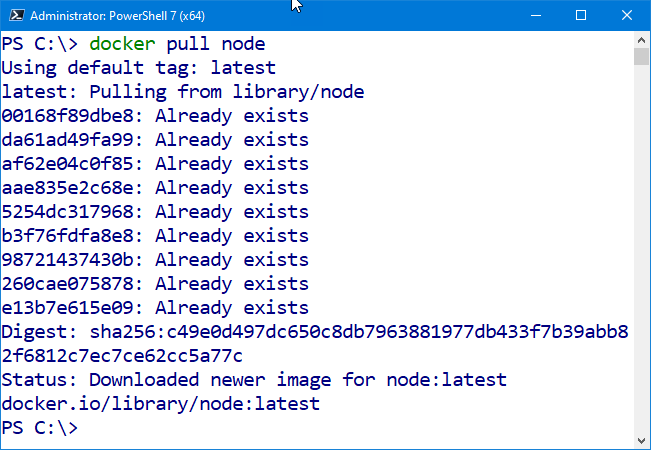 Administrator: PowerShell 7 (x64)
PS C:\> docker pull node
Using default tag: latest
latest: Pulling from library/node
00168f89dbe8: Already exists
da61ad49fa99: Already exists
af62e04c0f85: Already exists
aae835e2c68e: Already exists
5254dc317968: Already exists
b3f76fdfa8e8: Already exists
98721437430b: Already exists
260cae075878: Already exists
e13b7e615e09: Already exists
Digest: sha256:c49e0d497dc650c8db7963881977db433f7b39abb8
2f6812c7ec7ce62cc5a77c
Status: Downloaded newer image for node:latest
docker.io/library/node:latest
PS C:\>